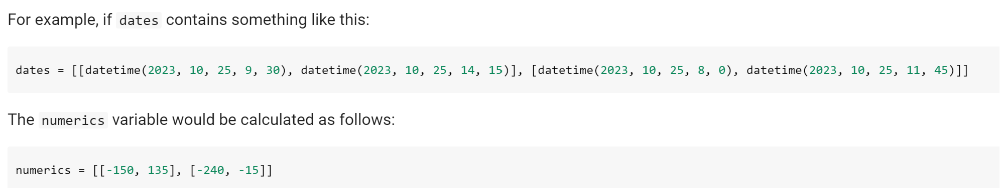 For example, if dates contains something like this:
dates = [[datetime(2023, 10, 25, 9, 30), datetime(2023, 10, 25, 14, 15)], [datetime(2023, 10, 25, 8, 0), datetime(2023, 10, 25, 11, 45)]]
The numerics variable would be calculated as follows:
numerics = [[-150, 135], [-240, -15]]